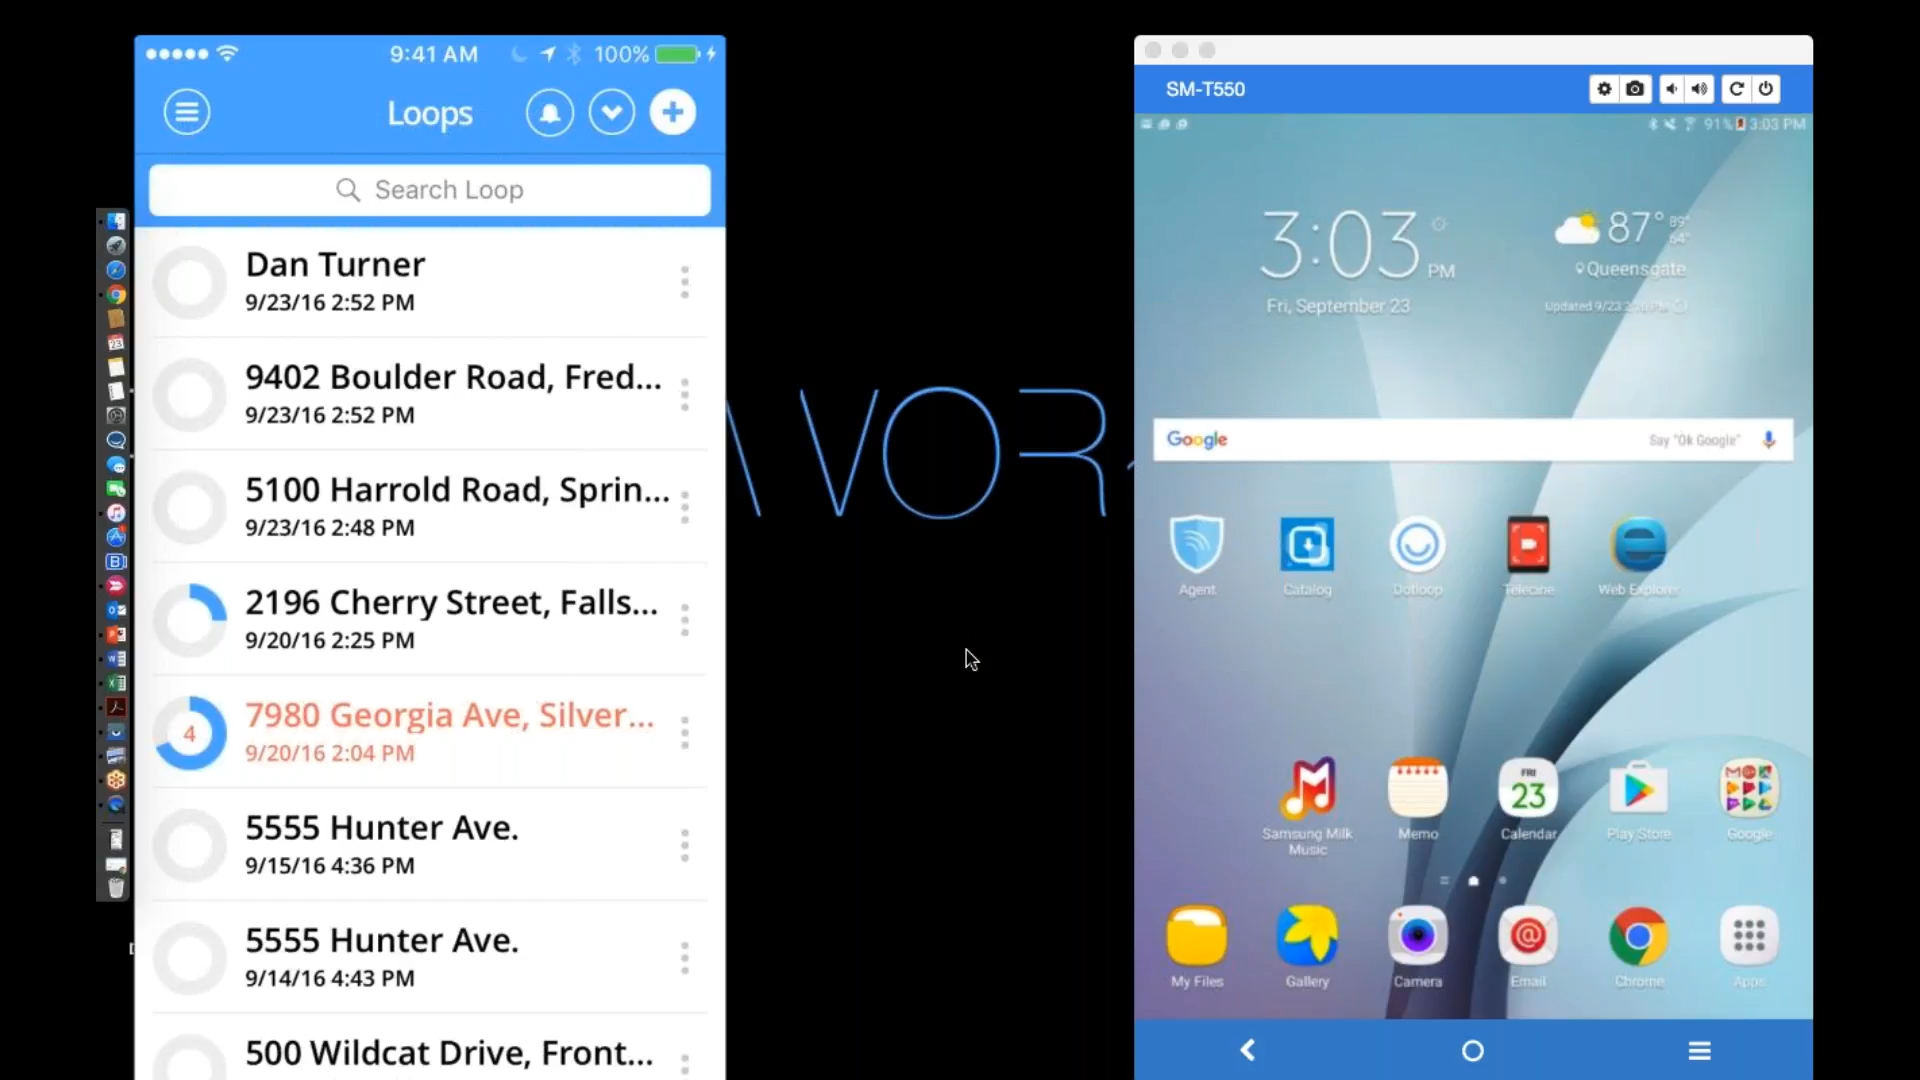 9:41 AM 100%
Loops
Search Loop
Dan Turner
9/23/16 2:52 PM
9402 Boulder Road, Fred...
9/23/16 2:52 PM
5100 Harrold Road, Sprin...
9/23/16 2:48 PM
2196 Cherry Street, Falls...
9/20/16 2:25 PM
4
7980 Georgia Ave, Silver...
9/20/16 2:04 PM
5555 Hunter Ave.
9/15/16 4:36 PM
5555 Hunter Ave.
9/14/16 4:43 PM
500 Wildcat Drive, Front...
VOR
SM-T550
91% 3:03 PM
3:03 PM
Fri, September 23
87° 89° 64°
Queensgate
Updated 9/23
Google Say "Ok Google"
Agent Catalog Dotloop Telecine Web Explorer
FRI
23
Samsung Milk
Music
Memo Calendar Play Store Google
My Files Gallery Camera Email Chrome Apps